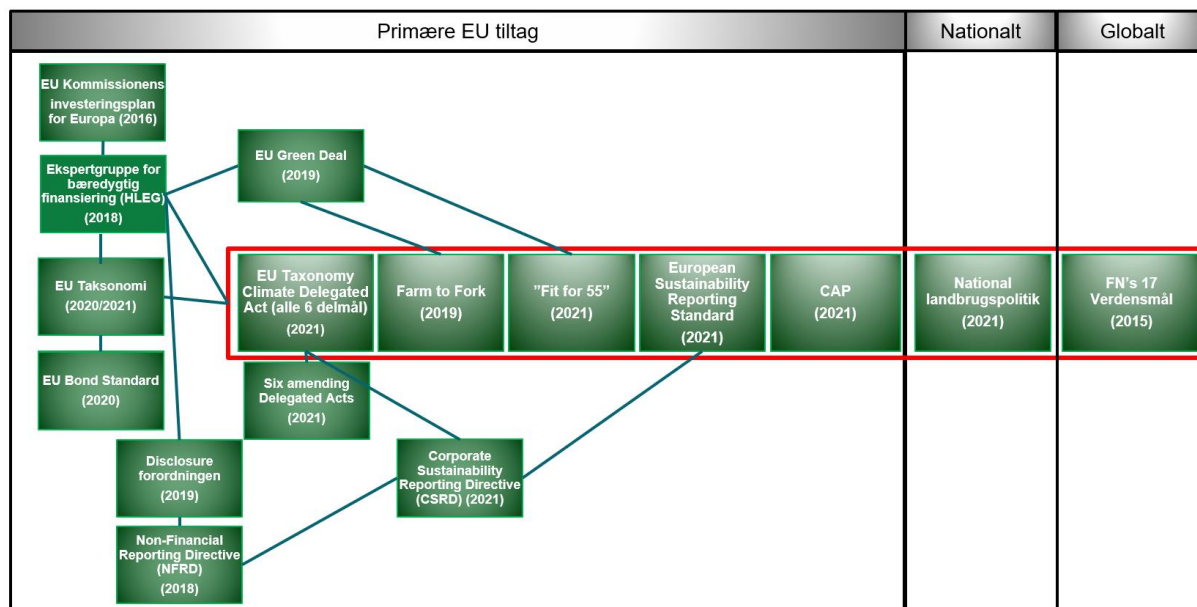 Primære EU tiltag
Nationalt
Globalt
EU Kommissionens
investeringsplan
for Europa (2016)
Ekspertgruppe for
bæredygtig
finansiering (HLEG)
(2018)
EU Green Deal
(2019)
EU Taksonomi
(2020/2021)
EU Taxonomy
Climate Delegated
Act (alle 6 delmål)
(2021)
Farm to Fork
(2019)
”Fit for 55”
(2021)
European
Sustainability
Reporting
Standard
(2021)
CAP
(2021)
National
landbrugspolitik
(2021)
FN’s 17
Verdensmål
(2015)
EU Bond Standard
(2020)
Six amending
Delegated Acts
(2021)
Disclosure
forordningen
(2019)
Corporate
Sustainability
Reporting Directive
(CSRD) (2021)
Non-Financial
Reporting Directive
(NFRD)
(2018)